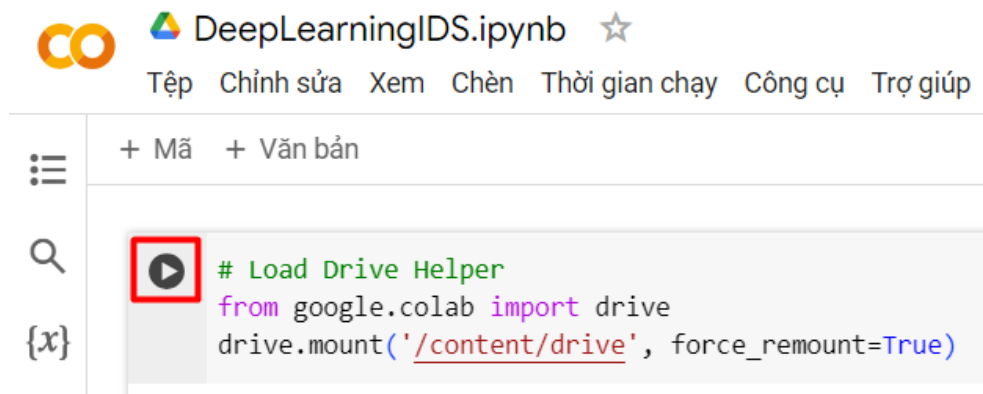 DeepLearningIDS.ipynb
Tệp Chỉnh sửa Xem Chèn Thời gian chạy Công cụ Trợ giúp
+ Mã + Văn bản
# Load Drive Helper
from google.colab import drive
{x}
drive.mount('/content/drive', force_remount=True)